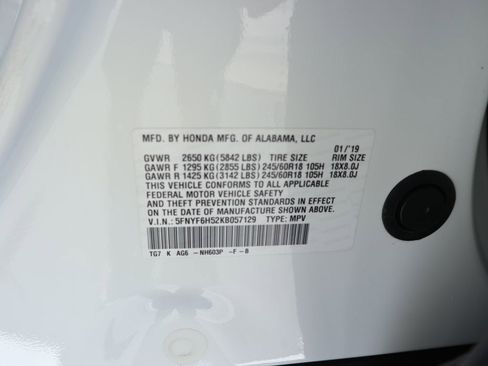 MFD. BY HONDA MFG. OF ALABAMA, LLC
01/'19
GVWR 2650 KG(5842 LBS) TIRE SIZE RIM SIZE
GAWR F 1295 KG(2855 LBS) 245/60R18 105H 18X8.0J
GAWR R 1425 KG(3142 LBS) 245/60R18 105H 18X8.0J
THIS VEHICLE CONFORMS TO ALL APPLICABLE
FEDERAL MOTOR VEHICLE SAFETY
AND THEFT PREVENTION STANDARDS IN EFFECT
ON THE DATE OF MANUFACTURE SHOWN ABOVE.
V.I.N.: 5FNYF6H52KB057129 TYPE: MPV
TG7 K AG6 -NH603P -F -B